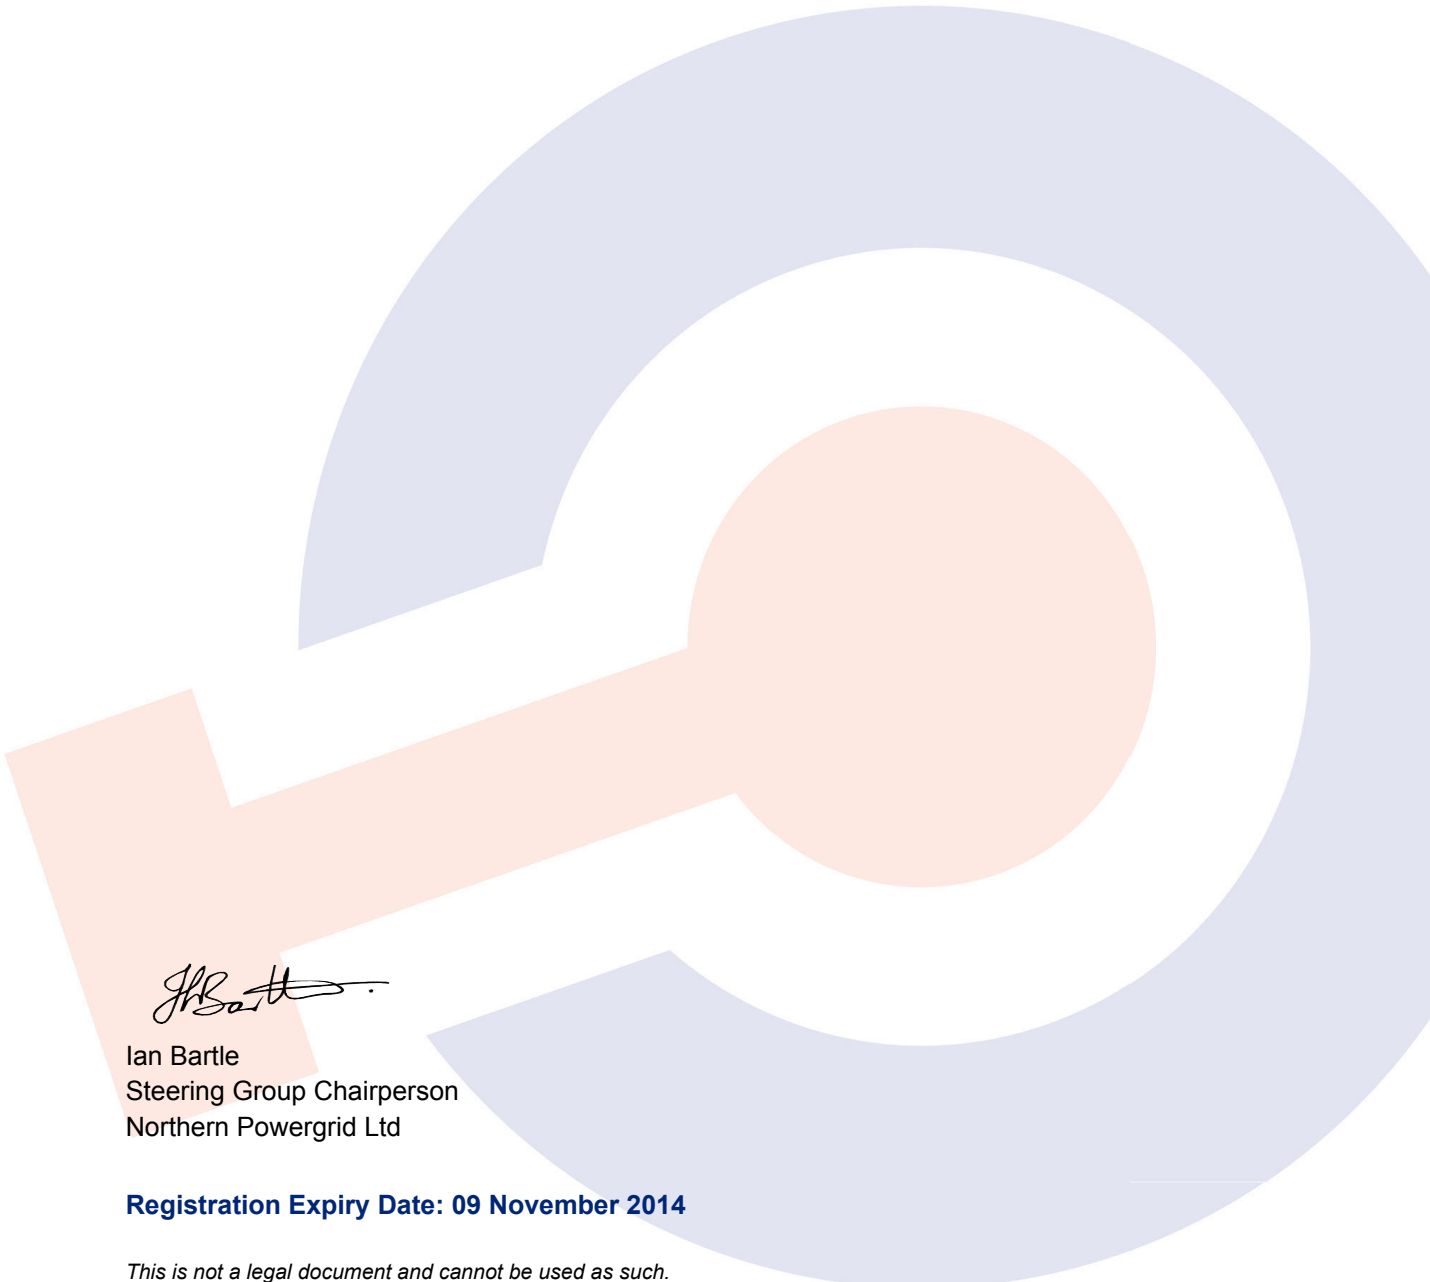 Ian Bartle
Steering Group Chairperson
Northern Powergrid Ltd
Registration Expiry Date: 09 November 2014
This is not a legal document and cannot be used as such.